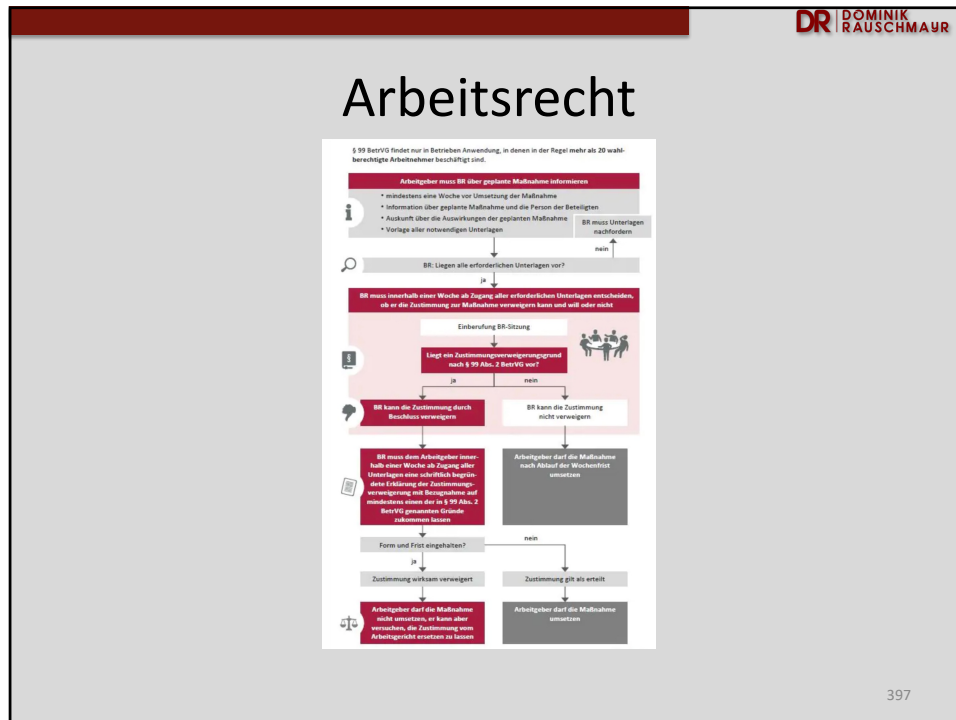 DR DOMINIK
RAUSCHMAYR
Arbeitsrecht
§ 99 BetrVG findet nur in Betrieben Anwendung, in denen in der Regel mehr als 20 wahl-
berechtigte Arbeitnehmer beschäftigt sind.
Arbeitgeber muss BR über geplante Maßnahme informieren
• mindestens eine Woche vor Umsetzung der Maßnahme
• Information über geplante Maßnahme und die Person der Beteiligten
• Auskunft über die Auswirkungen der geplanten Maßnahme
• Vorlage aller notwendigen Unterlagen
BR muss Unterlagen
nachfordern
nein
BR: Liegen alle erforderlichen Unterlagen vor?
ja
BR muss innerhalb einer Woche ab Zugang aller erforderlichen Unterlagen entscheiden,
ob er die Zustimmung zur Maßnahme verweigern kann und will oder nicht
Einberufung BR-Sitzung
§
Liegt ein Zustimmungsverweigerungsgrund
nach § 99 Abs. 2 BetrVG vor?
ja
nein
BR kann die Zustimmung durch
Beschluss verweigern
BR kann die Zustimmung
nicht verweigern
BR muss dem Arbeitgeber inner-
halb einer Woche ab Zugang aller
Unterlagen eine schriftlich begrün-
dete Erklärung der Zustimmungs-
verweigerung mit Bezugnahme auf
mindestens einen der in § 99 Abs. 2
BetrVG genannten Gründe
zukommen lassen
Arbeitgeber darf die Maßnahme
nach Ablauf der Wochenfrist
umsetzen
Form und Frist eingehalten?
nein
ja
Zustimmung wirksam verweigert
Zustimmung gilt als erteilt
Arbeitgeber darf die Maßnahme
nicht umsetzen, er kann aber
versuchen, die Zustimmung vom
Arbeitsgericht ersetzen zu lassen
Arbeitgeber darf die Maßnahme
umsetzen
397